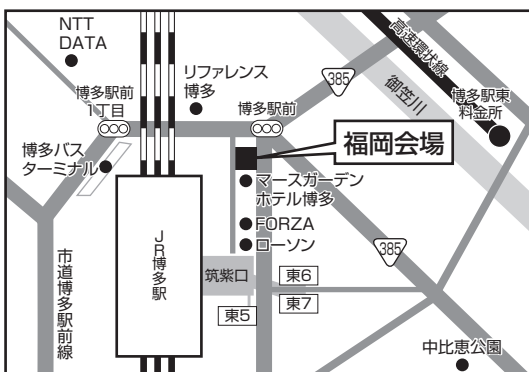 NTT
DATA
リファレンス
博多
385
高速環状線
御笠川
博多駅東
料金所
博多駅前
1丁目
博多駅前
福岡会場
博多バス
ターミナル
マースガーデン
ホテル博多
FORZA
ローソン
385
市道博多駅前線
JR博多駅
筑紫口
東6
東7
東5
中比恵公園